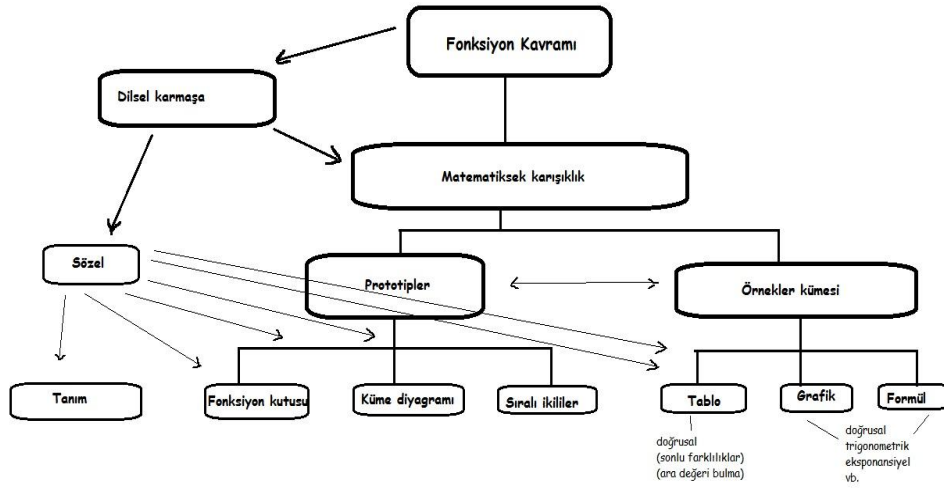 Fonksiyon Kavramı
Dilsel karmaşa
Matematiksek karışıklık
Sözel
Prototipler
Örnekler kümesi
Tanım
Fonksiyon kutusu
Küme diyagramı
Sıralı ikililer
Tablo
Grafik
Formül
doğrusal
(sonlu farklılıklar)
(ara değeri bulma)
doğrusal
trigonometrik
eksponansiyel
vb.